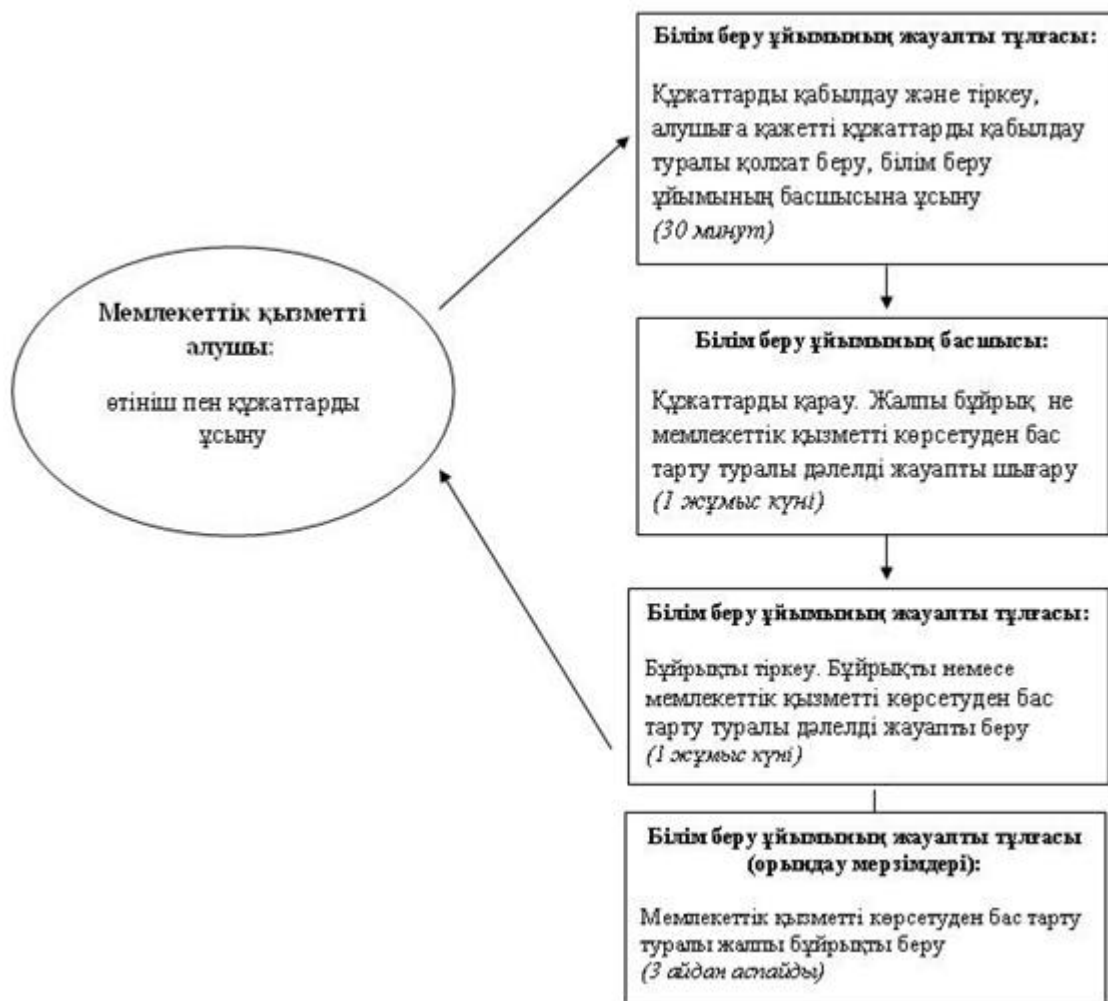 Мемлекеттік қызметті
алушы:
өтініш пен құжаттарды
ұсыну
Білім беру ұйымының жауапты тұлғасы:
Құжаттарды қабылдау және тіркеу,
алушыға қажетті құжаттарды қабылдау
туралы қолхат беру, білім беру
ұйымының басшысына ұсыну
(30 минут)
Білім беру ұйымының басшысы:
Құжаттарды қарау. Жалпы бұйрық не
мемлекеттік қызметті көрсетуден бас
тарту туралы дәлелді жауапты шығару
(1 жұмыс күні)
Білім беру ұйымының жауапты тұлғасы:
Бұйрықты тіркеу. Бұйрықты немесе
мемлекеттік қызметті көрсетуден бас
тарту туралы дәлелді жауапты беру
(1 жұмыс күні)
Білім беру ұйымының жауапты тұлғасы
(орындау мерзімдері):
Мемлекеттік қызметті көрсетуден бас тарту
туралы жалпы бұйрықты беру
(3 айдан аспайды)